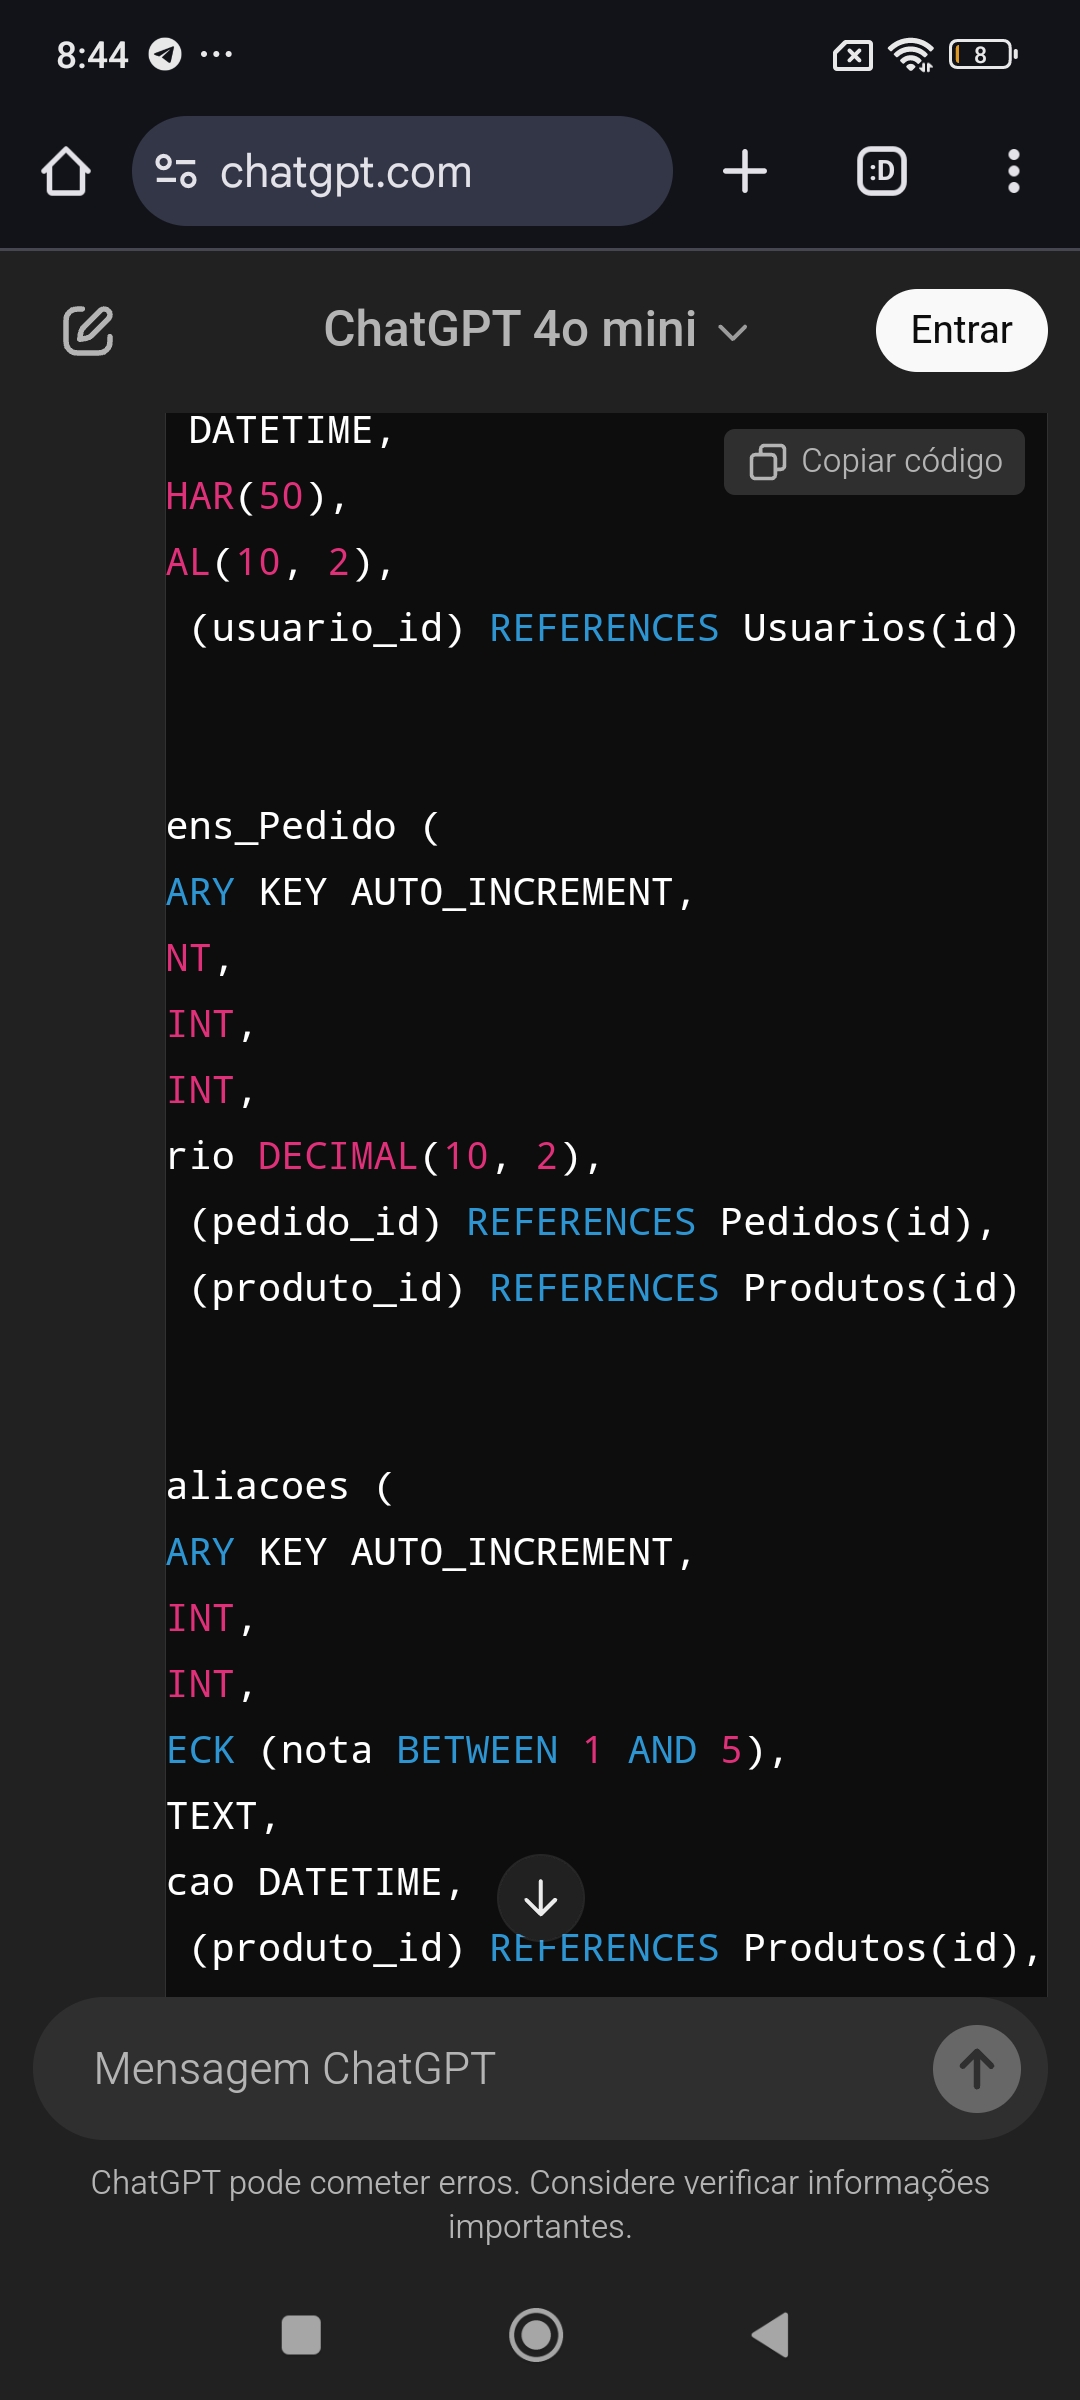 8:44
8
chatgpt.com
:D
ChatGPT 4o mini
Entrar
DATETIME,
Copiar código
HAR(50),
AL(10, 2),
(usuario_id) REFERENCES Usuarios(id)
ens_Pedido (
ARY KEY AUTO_INCREMENT,
NT,
INT,
INT,
rio DECIMAL(10, 2),
(pedido_id) REFERENCES Pedidos(id),
(produto_id) REFERENCES Produtos(id)
aliacoes (
ARY KEY AUTO_INCREMENT,
INT,
INT,
ECK (nota BETWEEN 1 AND 5),
TEXT,
cao DATETIME,
(produto_id) REFERENCES Produtos(id),
Mensagem ChatGPT
ChatGPT pode cometer erros. Considere verificar informações
importantes.